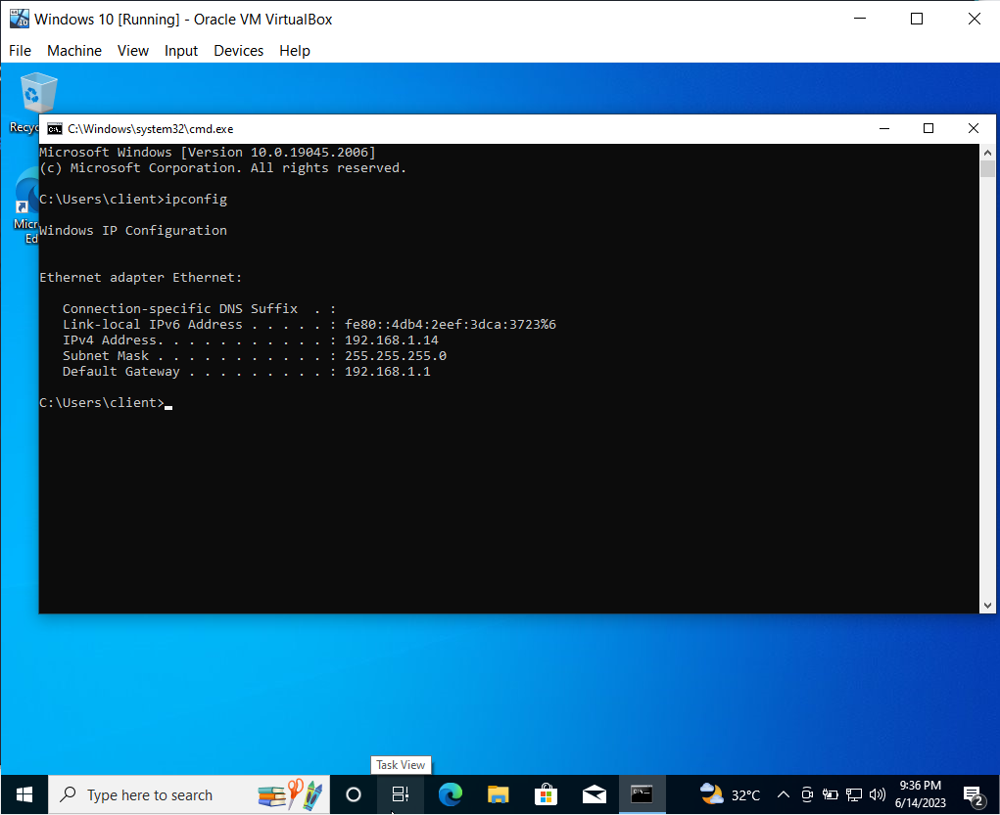 Windows 10 [Running] - Oracle VM VirtualBox
File Machine View Input Devices Help
Recyc
C:\Windows\system32\cmd.exe
Microsoft Windows [Version 10.0.19045.2006]
(c) Microsoft Corporation. All rights reserved.
C:\Users\client>ipconfig
Micr
Windows IP Configuration
Ed
Ethernet adapter Ethernet:
Connection-specific DNS Suffix . :
Link-local IPv6 Address . . . . . : fe80::4db4:2eef:3dca:3723%6
IPv4 Address. . . . . . . . . . . : 192.168.1.14
Subnet Mask . . . . . . . . . . . : 255.255.255.0
Default Gateway . . . . . . . . . : 192.168.1.1
C:\Users\client>
Task View
Type here to search
32°C
9:36 PM
6/14/2023
2